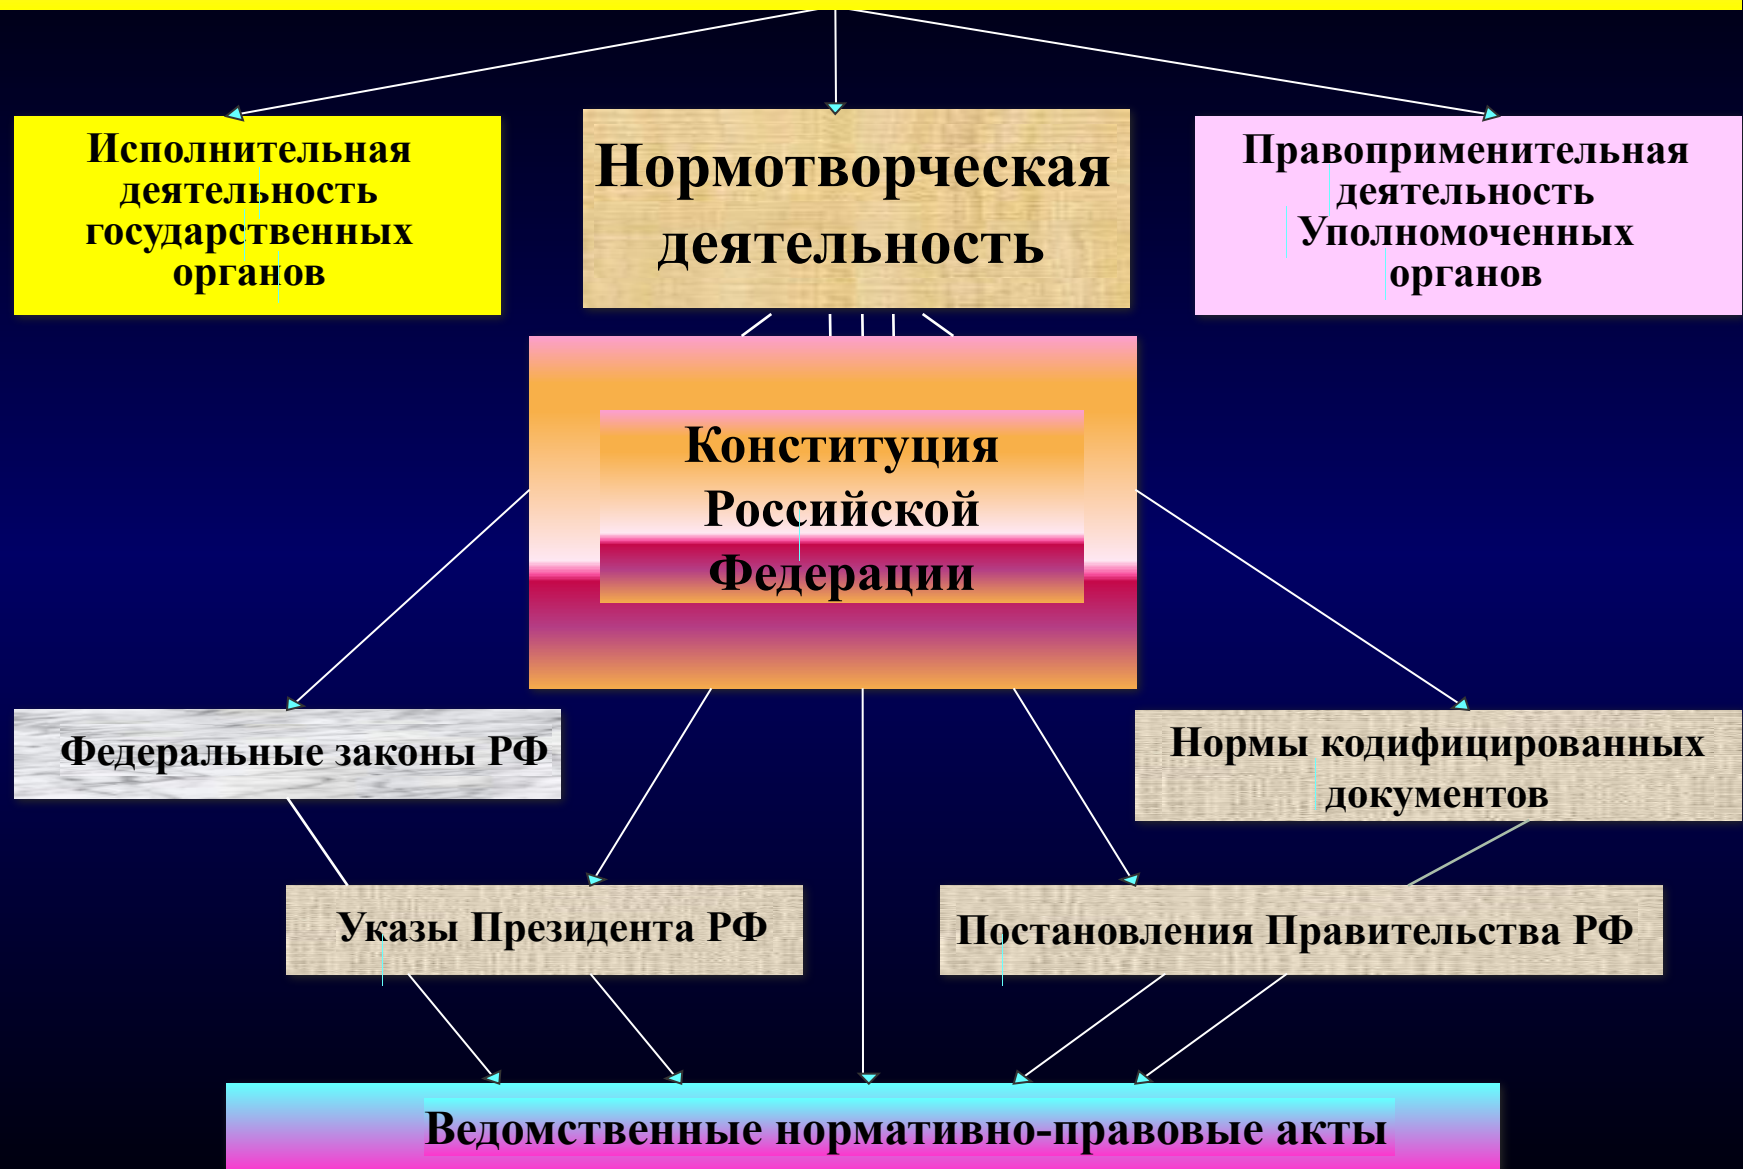 Исполнительная
деятельность
государственных
органов
Нормотворческая
деятельность
Правоприменительная
деятельность
Уполномоченных
органов
Конституция
Российской
Федерации
Федеральные законы РФ
Нормы кодифицированных
документов
Указы Президента РФ
Постановления Правительства РФ
Ведомственные нормативно-правовые акты